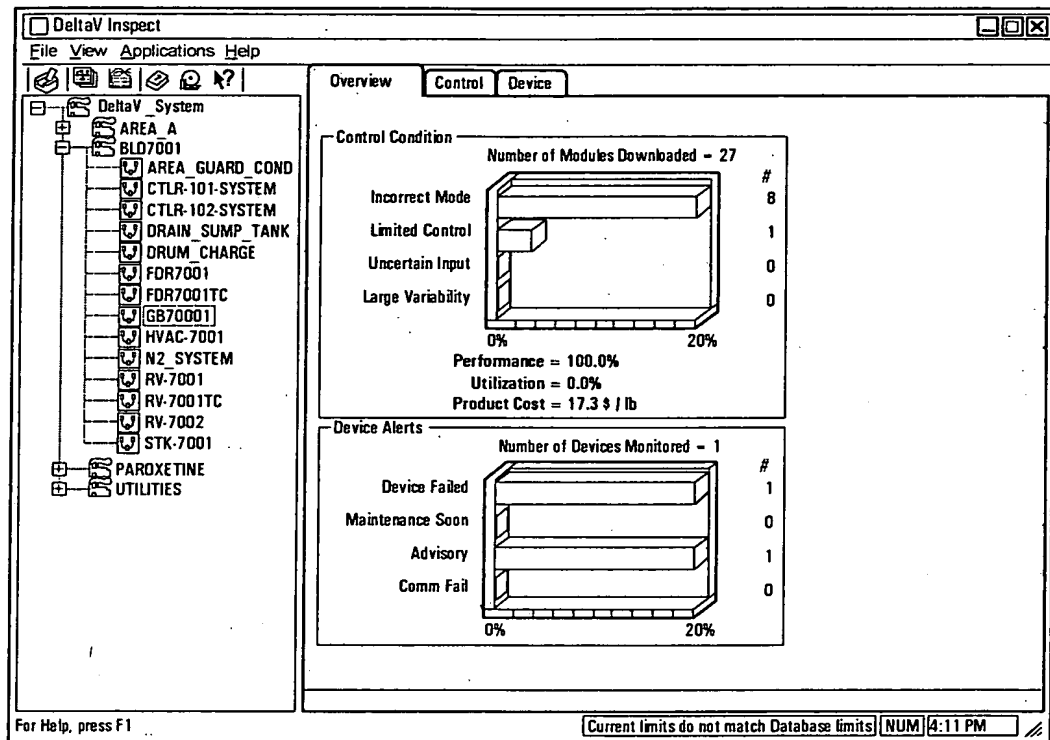 DeltaV Inspect
File View Applications Help
DeltaV_System
AREA_A
BLD7001
AREA_GUARD_COND
CTLR-101-SYSTEM
CTLR-102-SYSTEM
DRAIN_SUMP_TANK
DRUM_CHARGE
FDR7001
FDR7001TC
GB70001
HVAC-7001
N2_SYSTEM
RV-7001
RV-7001TC
RV-7002
STK-7001
PAROXETINE
UTILITIES
Overview Control Device
Control Condition
Number of Modules Downloaded = 27
#
Incorrect Mode 8
Limited Control 1
Uncertain Input 0
Large Variability 0
0% 20%
Performance = 100.0%
Utilization = 0.0%
Product Cost = 17.3 $ / lb
Device Alerts
Number of Devices Monitored = 1
#
Device Failed 1
Maintenance Soon 0
Advisory 1
Comm Fail 0
0% 20%
For Help, press F1
Current limits do not match Database limits NUM 4:11 PM